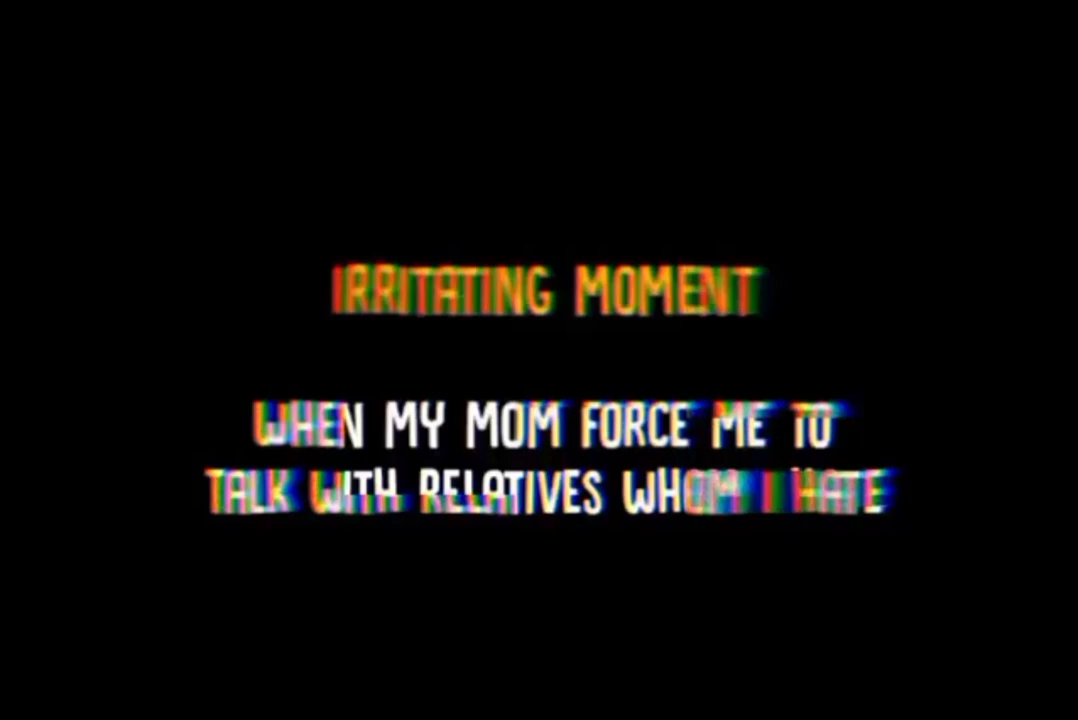 IRRITATING MOMENT
WHEN MY MOM FORCE ME TO
TALK WITH RELATIVES WHOM I HATE